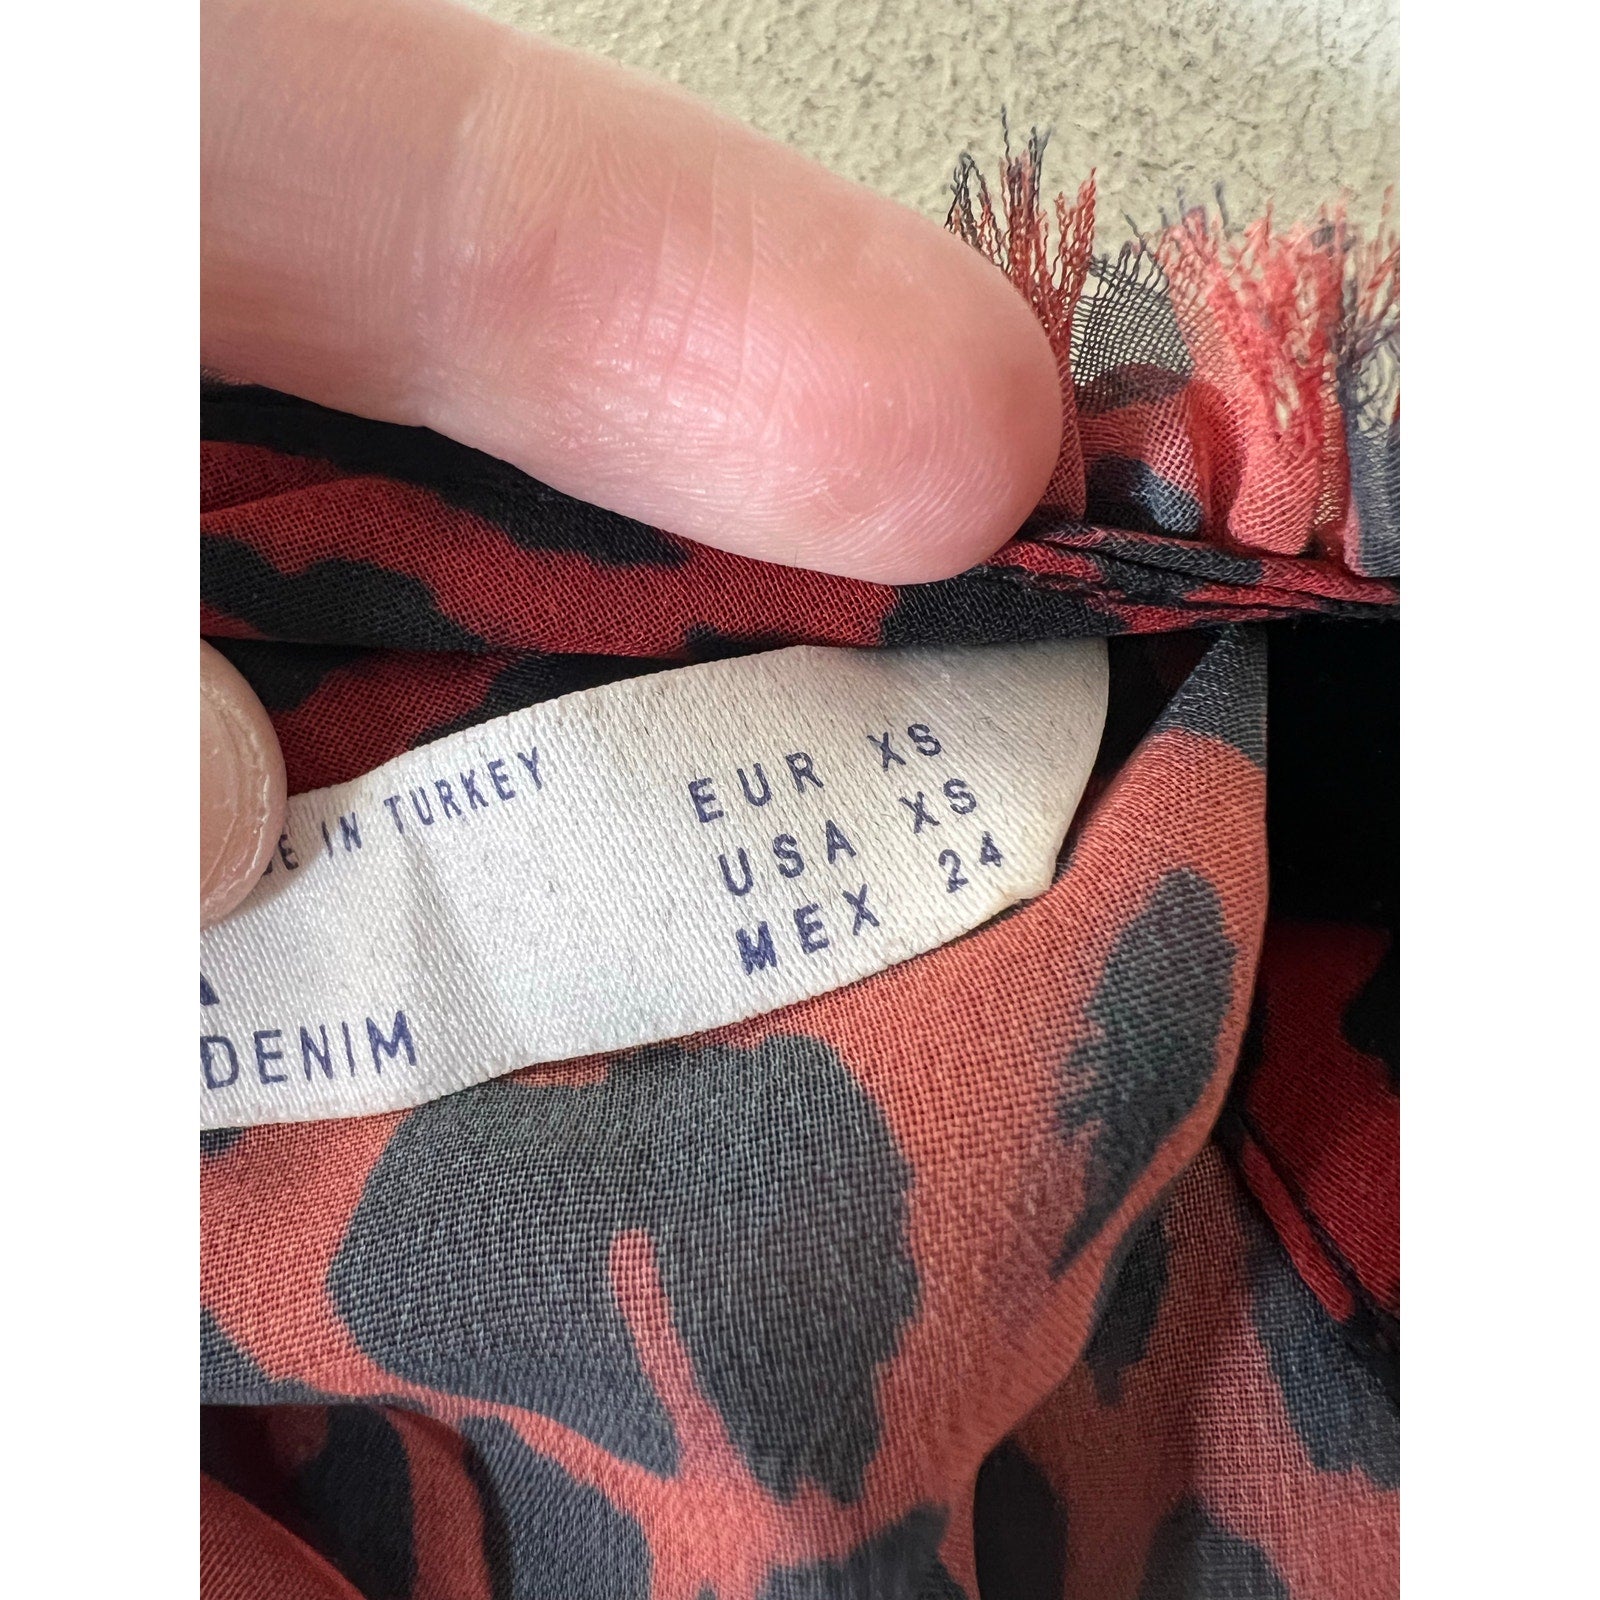 IN TURKEY
EUR XS
USA XS
MEX 24
DENIM